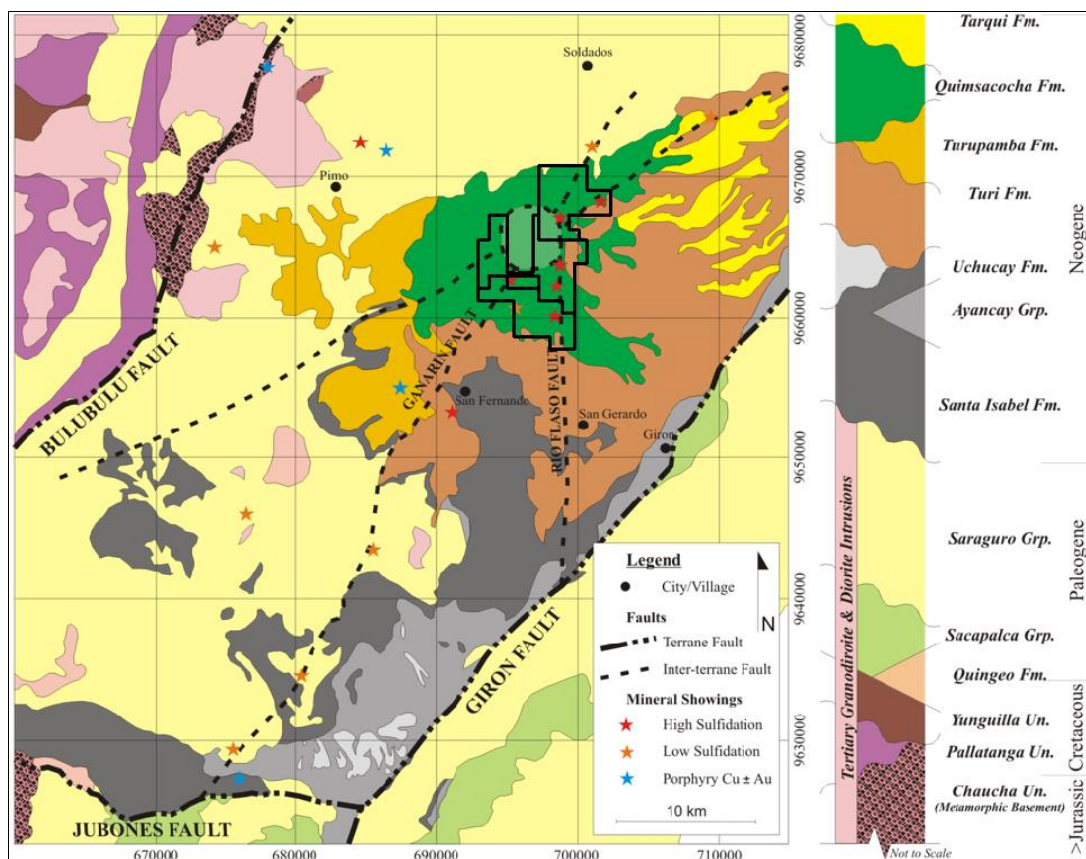 Soldados
Pimo
BULUBULU FAULT
GANARIN FAULT
San Fernando
RIO FLASO FAULT
San Gerardo
Giron
GIRON FAULT
JUBONES FAULT
Legend
City/Village
Faults
Terrane Fault
Inter-terrane Fault
N
Mineral Showings
High Sulfidation
Low Sulfidation
Porphyry Cu ± Au
10 km
670000
680000
690000
700000
710000
9680000
9670000
9660000
9650000
9640000
9630000
Tarqui Fm.
Quimsacocha Fm.
Turupamba Fm.
Turi Fm.
Uchucay Fm.
Ayancay Grp.
Santa Isabel Fm.
Saraguro Grp.
Sacapalca Grp.
Quingeo Fm.
Yunguilla Un.
Pallatanga Un.
Chaucha Un.
(Metamorphic Basement)
Tertiary Granodiroite & Diorite Intrusions
Not to Scale
Neogene
Paleogene
Cretaceous
>Jurassic